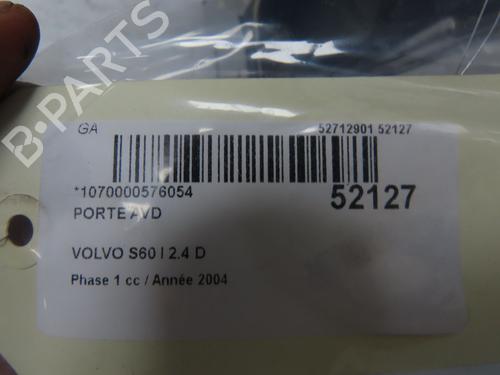 GA
52712901 52127
*1070000576054
52127
PORTE AVD
VOLVO S60 I 2.4 D
Phase 1 cc / Année 2004
B-PARTS